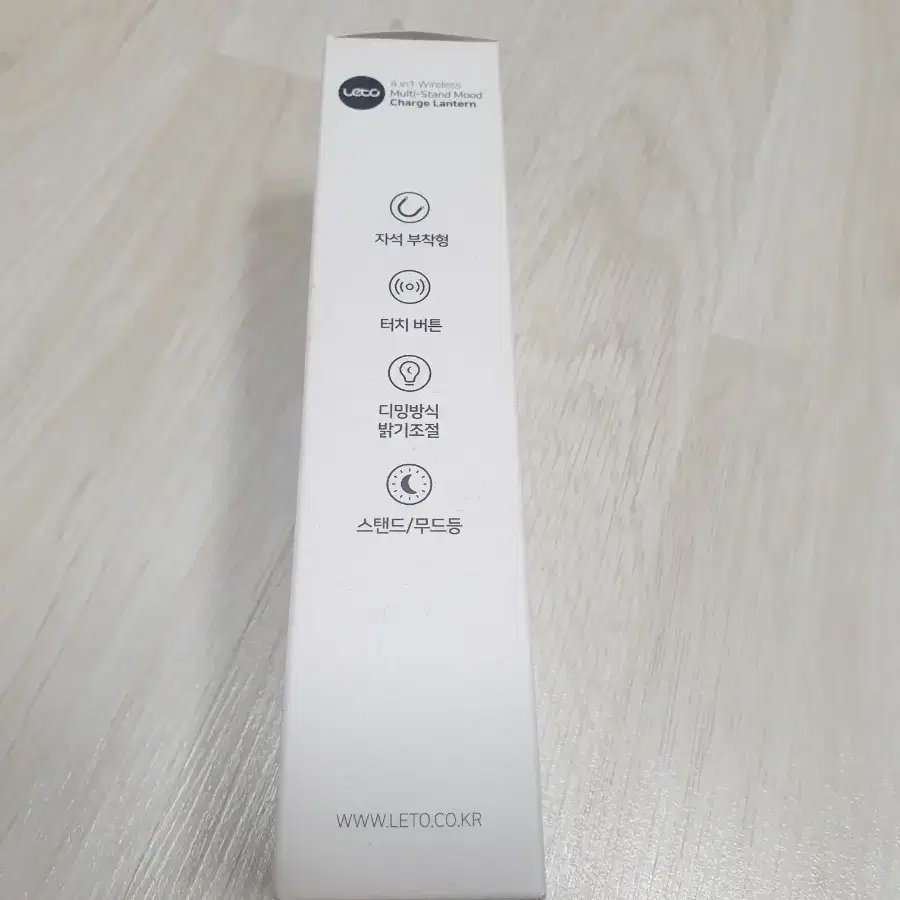 Leto
4 in 1 Wireless
Multi-Stand Mood
Charge Lantern
자석 부착형
터치 버튼
디밍방식
밝기조절
스탠드/무드등
WWW.LETO.CO.KR